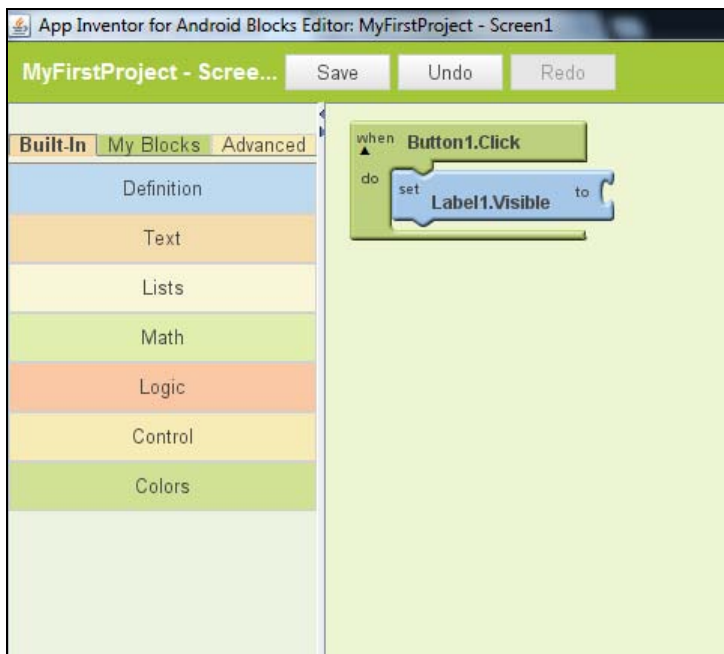 App Inventor for Android Blocks Editor: MyFirstProject - Screen1
MyFirstProject - Scree... Save Undo Redo
Built-In My Blocks Advanced
Definition
Text
Lists
Math
Logic
Control
Colors
when Button1.Click
do set Label1.Visible to